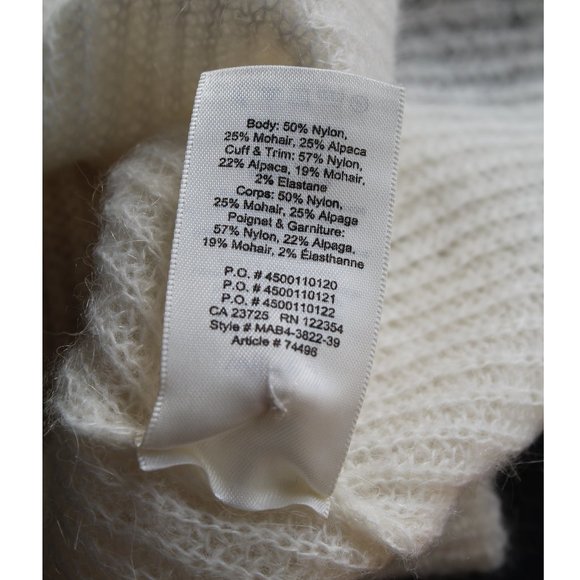 Body: 50% Nylon,
25% Mohair, 25% Alpaca
Cuff & Trim: 57% Nylon,
22% Alpaca, 19% Mohair,
2% Elastane
Corps: 50% Nylon,
25% Mohair, 25% Alpaga
Poignat & Garniture:
57% Nylon, 22% Alpaga,
19% Mohair, 2% Élasthanne
P.O. # 4500110120
P.O. # 4500110121
P.O. # 4500110122
CA 23725 RN 122354
Style # MAB4-3822-39
Article # 74496